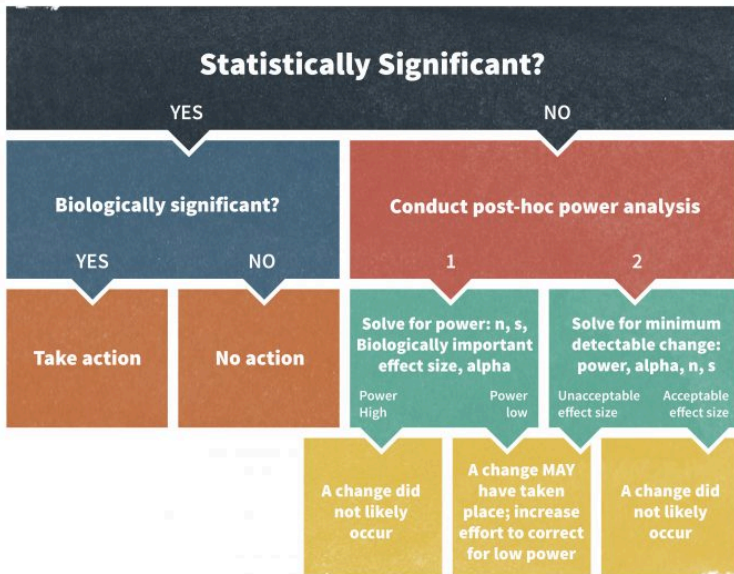 Statistically Significant?
YES
NO
Biologically significant?
YES
NO
Conduct post-hoc power analysis
1
2
Take action
No action
Solve for power: n, s,
Biologically important
effect size, alpha
Power
High
Power
low
Solve for minimum
detectable change:
power, alpha, n, s
Unacceptable
effect size
Acceptable
effect size
A change did
not likely
occur
A change MAY
have taken
place; increase
effort to correct
for low power
A change did
not likely
occur